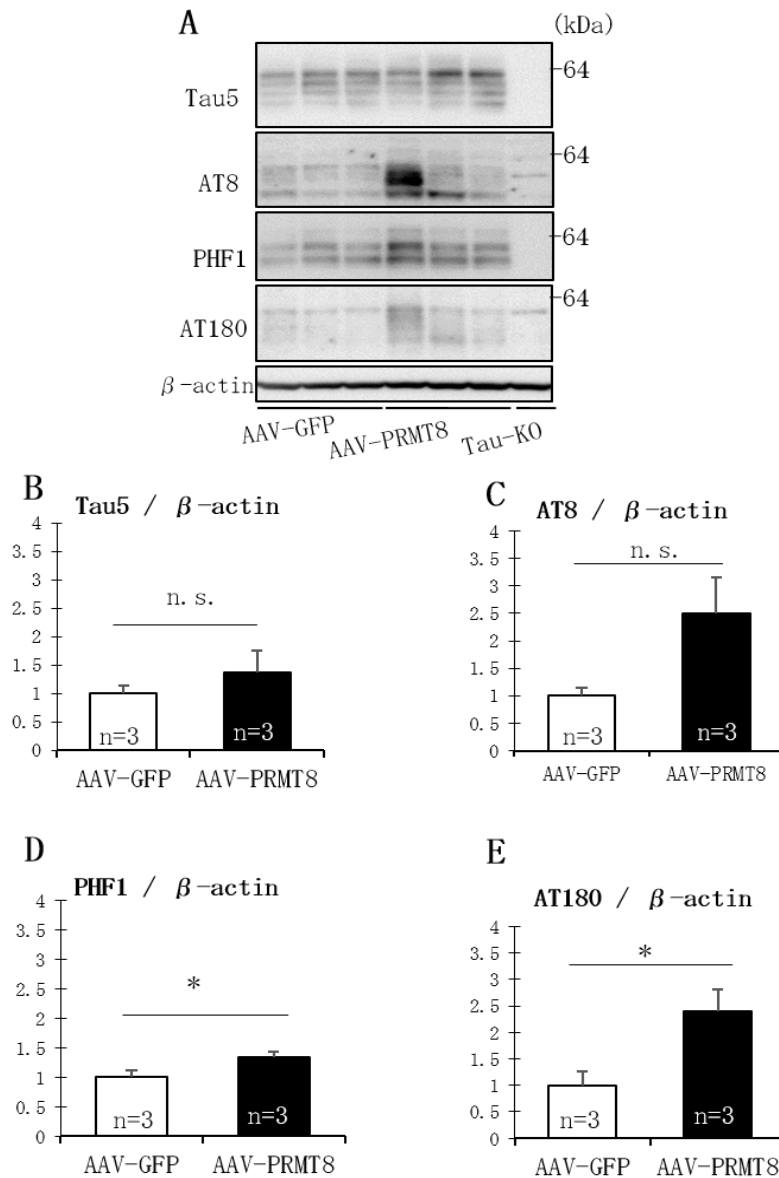 A
(kDa)
Tau5
-64
AT8
-64
PHF1
-64
AT180
-64
β-actin
AAV-GFP
AAV-PRMT8
Tau-KO
B
Tau5 / β-actin
4
3.5
3
2.5
2
1.5
1
0.5
0
n.s.
n=3
n=3
AAV-GFP AAV-PRMT8
C
AT8 / β-actin
4
3.5
3
2.5
2
1.5
1
0.5
0
n.s.
n=3
n=3
AAV-GFP AAV-PRMT8
D
PHF1 / β-actin
4
3.5
3
2.5
2
1.5
1
0.5
0
*
n=3
n=3
AAV-GFP AAV-PRMT8
E
AT180 / β-actin
4
3.5
3
2.5
2
1.5
1
0.5
0
*
n=3
n=3
AAV-GFP AAV-PRMT8